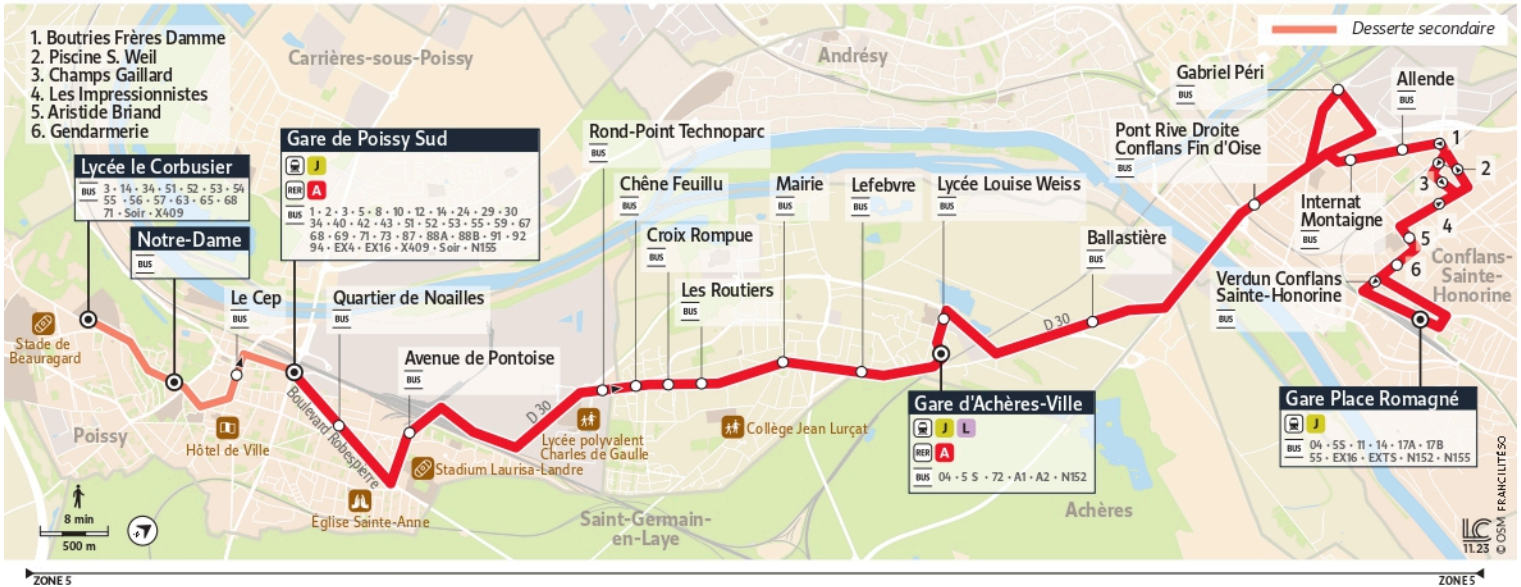 Desserte secondaire
1. Boutries Frères Damme
2. Piscine S. Weil
3. Champs Gaillard
4. Les Impressionnistes
5. Aristide Briand
6. Gendarmerie
Carrières-sous-Poissy
Andrésy
Lycée le Corbusier
BUS 3 • 14 • 34 • 51 • 52 • 53 • 54
55 • 56 • 57 • 63 • 65 • 68
71 • Soir • X409
Notre-Dame
BUS
Gare de Poissy Sud
J
RER A
BUS 1 • 2 • 3 • 5 • 8 • 10 • 12 • 14 • 24 • 29 • 30
34 • 40 • 42 • 43 • 51 • 52 • 53 • 55 • 59 • 67
68 • 69 • 71 • 73 • 87 • 88A • 88B • 91 • 92
94 • EX4 • EX16 • X409 • Soir • N155
Le Cep
BUS
Quartier de Noailles
BUS
Avenue de Pontoise
BUS
Rond-Point Technoparc
BUS
Chêne Feuillu
BUS
Croix Rompue
BUS
Les Routiers
BUS
Mairie
BUS
Lefebvre
BUS
Lycée Louise Weiss
BUS
Ballastière
BUS
Pont Rive Droite
Conflans Fin d'Oise
BUS
Gabriel Péri
BUS
Allende
BUS
Internat
Montaigne
BUS
Verdun Conflans
Sainte-Honorine
BUS
1
2
3
4
5
6
Conflans-
Sainte-
Honorine
Stade de
Beauregard
Poissy
Hôtel de Ville
Boulevard Robespierre
Église Sainte-Anne
Stadium Laurisa-Landre
D 30
Lycée polyvalent
Charles de Gaulle
Collège Jean Lurçat
D 30
Saint-Germain-
en-Laye
Achères
Gare d'Achères-Ville
J L
RER A
BUS 04 • 5 S • 72 • A1 • A2 • N152
Gare Place Romagné
J
BUS 04 • 5S • 11 • 14 • 17A • 17B
55 • EX16 • EXTS • N152 • N155
8 min
500 m
LC
11.23
© OSM FRANCILITÉ SO
ZONE 5
ZONE 5